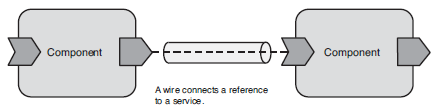 Component
Component
A wire connects a reference
to a service.